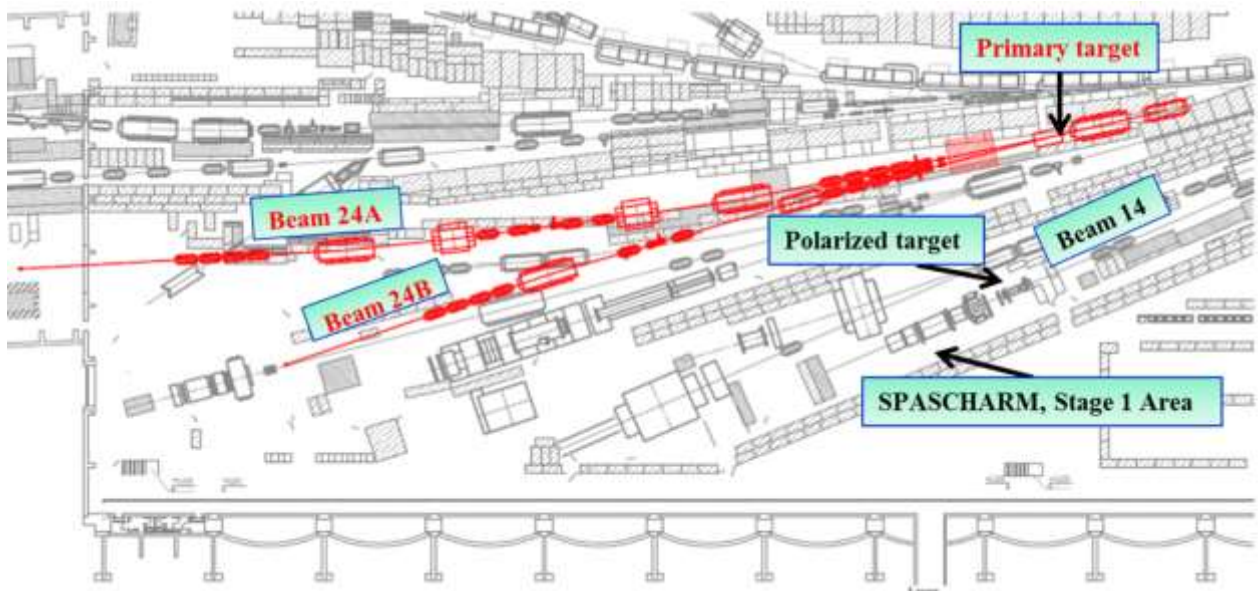 Primary target
Beam 24A
Beam 14
Polarized target
Beam 24B
SPASCHARM, Stage 1 Area